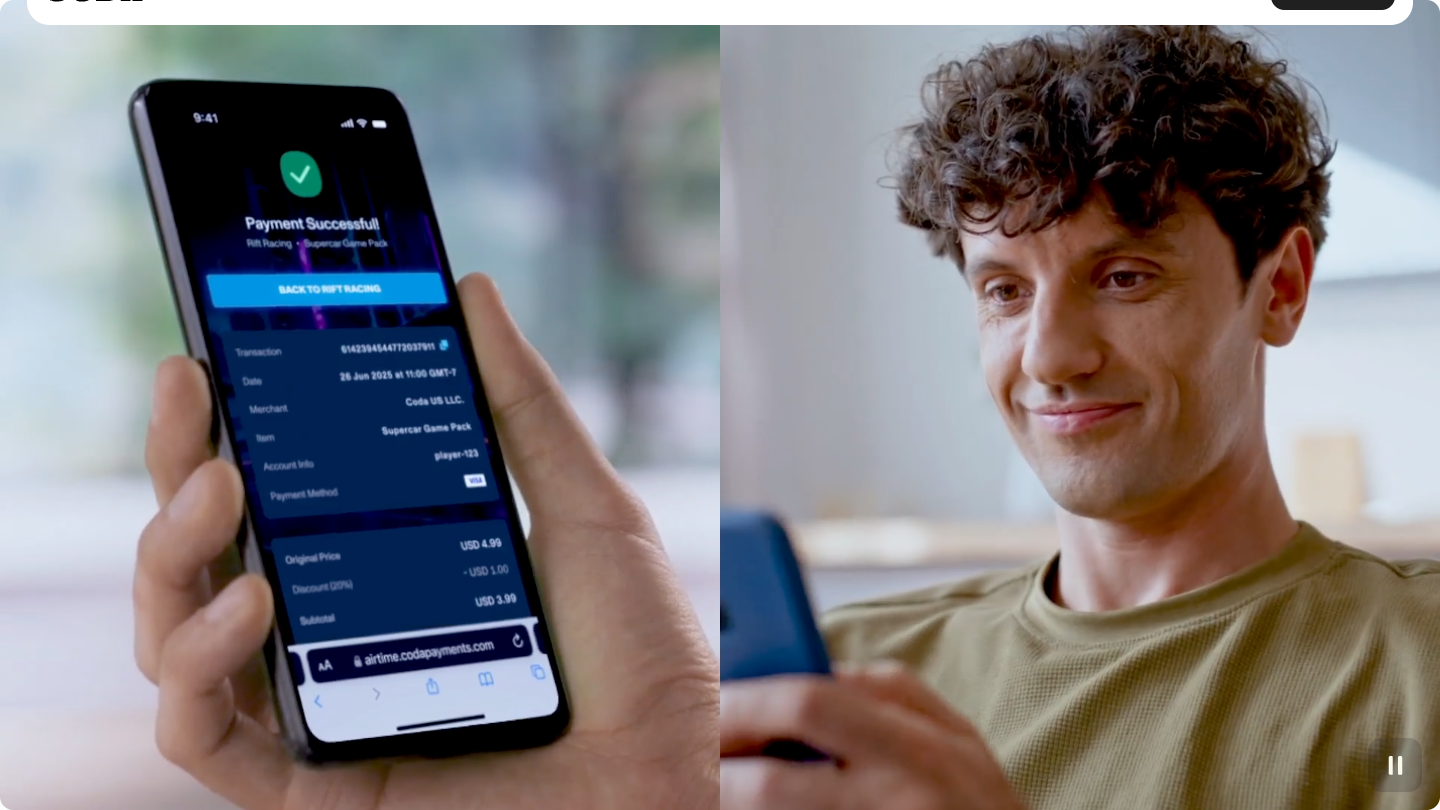 9:41
Payment Successful!
Rift Racing • Supercar Game Pack
BACK TO RIFT RACING
Transaction 6142394544772037911
Date 26 Jun 2025 at 11:00 GMT-7
Merchant Coda US LLC.
Item Supercar Game Pack
Account Info player-123
Payment Method VISA
Original Price USD 4.99
Discount (20%) - USD 1.00
Subtotal USD 3.99
AA airtime.codapayments.com